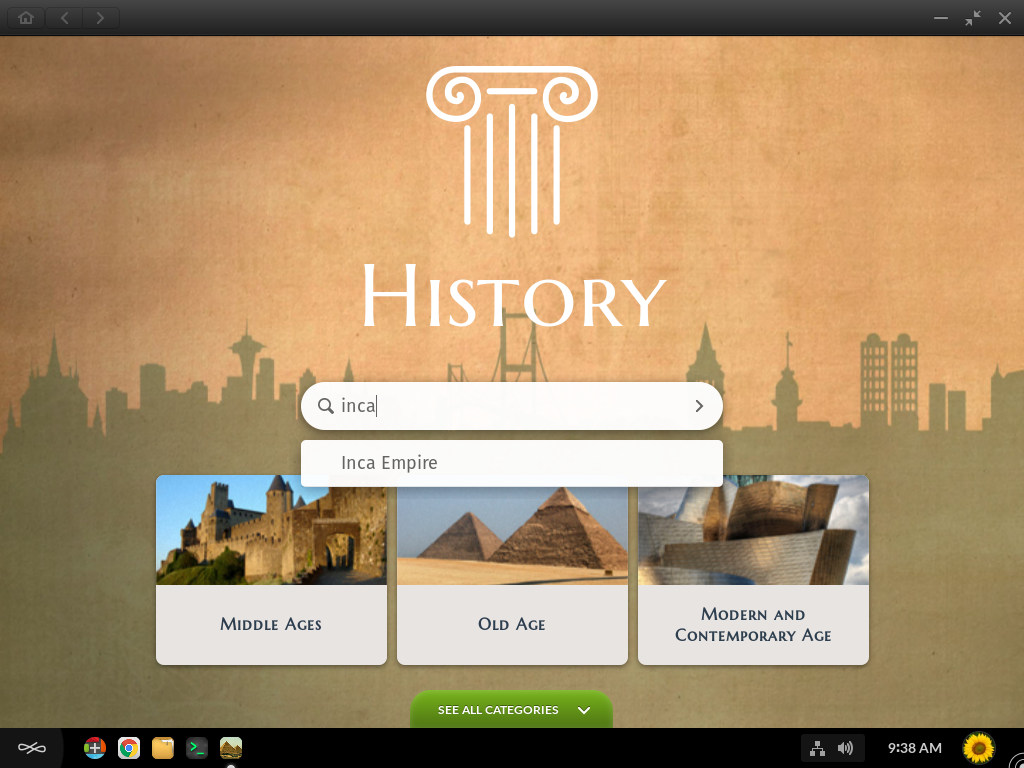 History
inca
Inca Empire
Middle Ages
Old Age
Modern and
Contemporary Age
SEE ALL CATEGORIES
9:38 AM